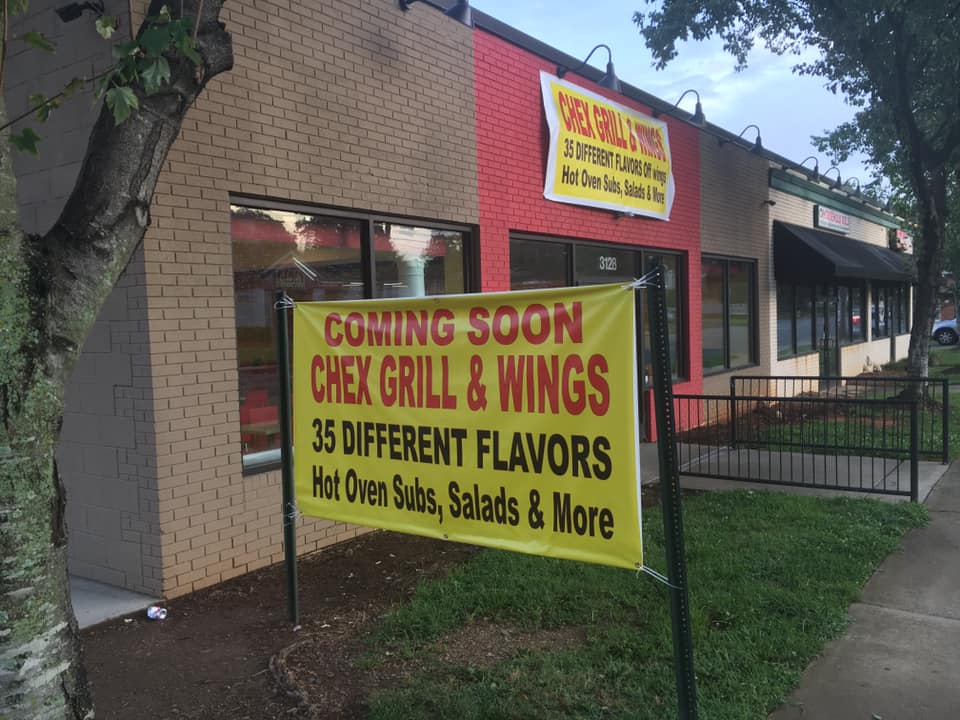 CHEX GRILL & WINGS
35 DIFFERENT FLAVORS Off wings
Hot Oven Subs, Salads & More
3128
COMING SOON
CHEX GRILL & WINGS
35 DIFFERENT FLAVORS
Hot Oven Subs, Salads & More